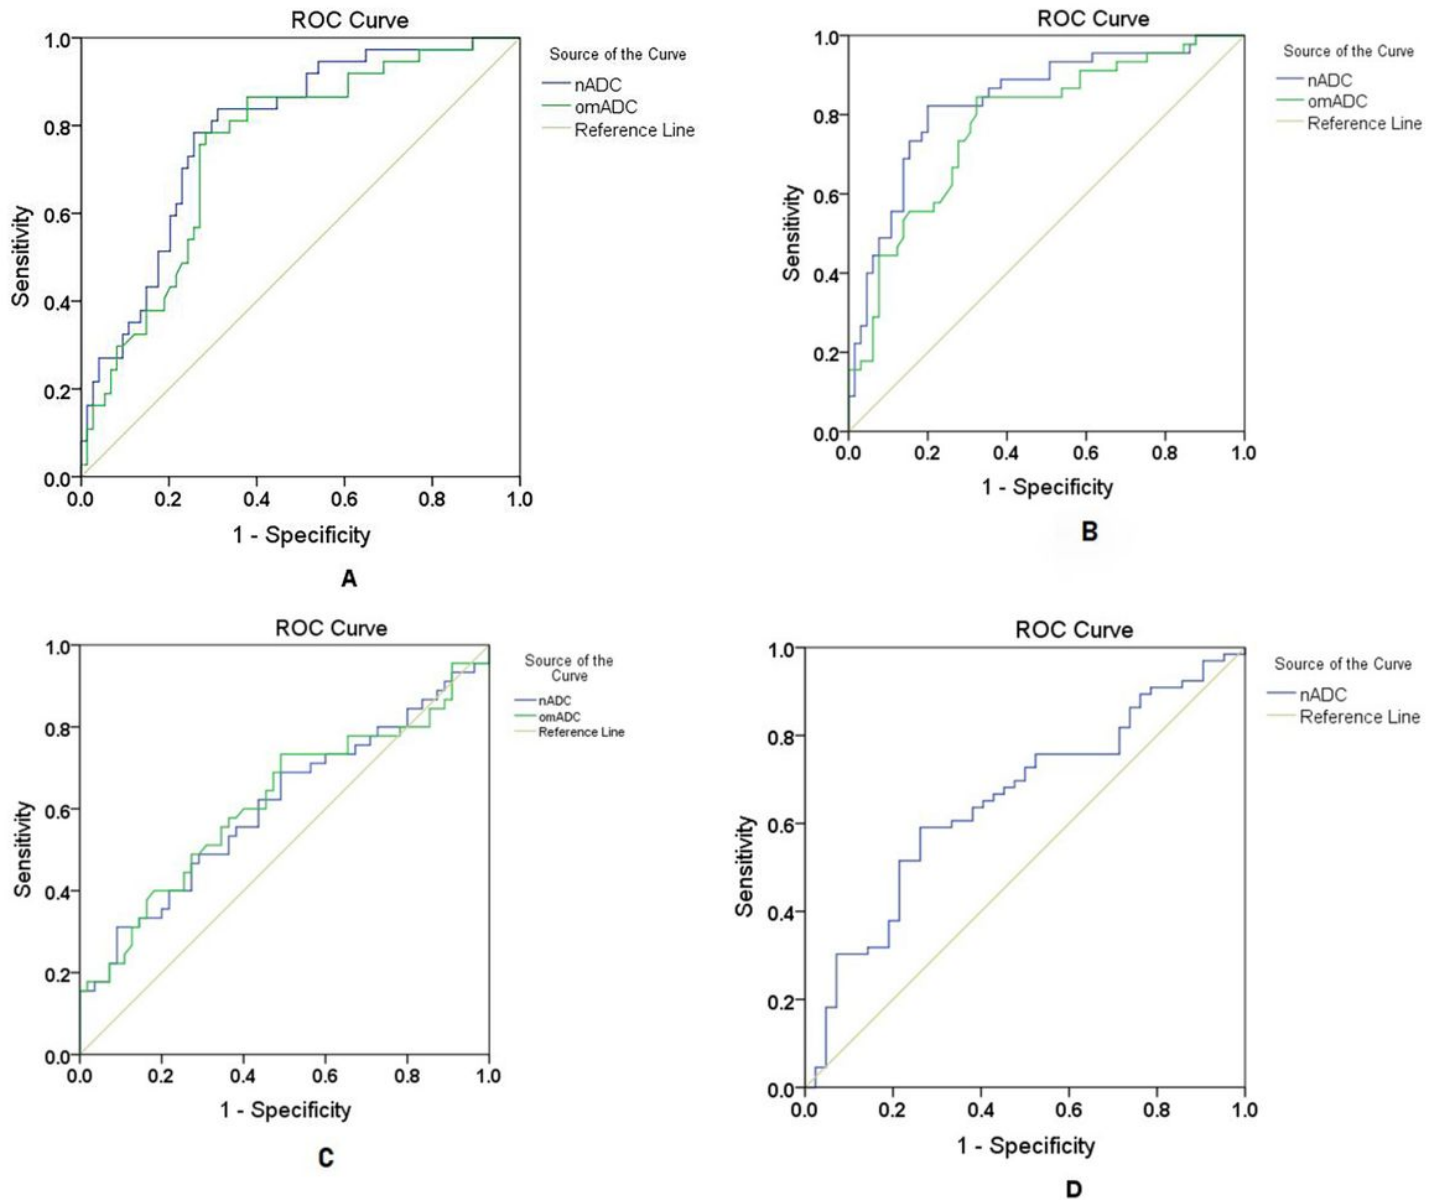 ROC Curve
1.0
0.8
0.6
0.4
0.2
0.0
Sensitivity
0.0 0.2 0.4 0.6 0.8 1.0
1 - Specificity
Source of the Curve
nADC
omADC
Reference Line
A
ROC Curve
1.0
0.8
0.6
0.4
0.2
0.0
Sensitivity
0.0 0.2 0.4 0.6 0.8 1.0
1 - Specificity
Source of the Curve
nADC
omADC
Reference Line
B
ROC Curve
1.0
0.8
0.6
0.4
0.2
0.0
Sensitivity
0.0 0.2 0.4 0.6 0.8 1.0
1 - Specificity
Source of the
Curve
nADC
omADC
Reference Line
C
ROC Curve
1.0
0.8
0.6
0.4
0.2
0.0
Sensitivity
0.0 0.2 0.4 0.6 0.8 1.0
1 - Specificity
Source of the Curve
nADC
Reference Line
D